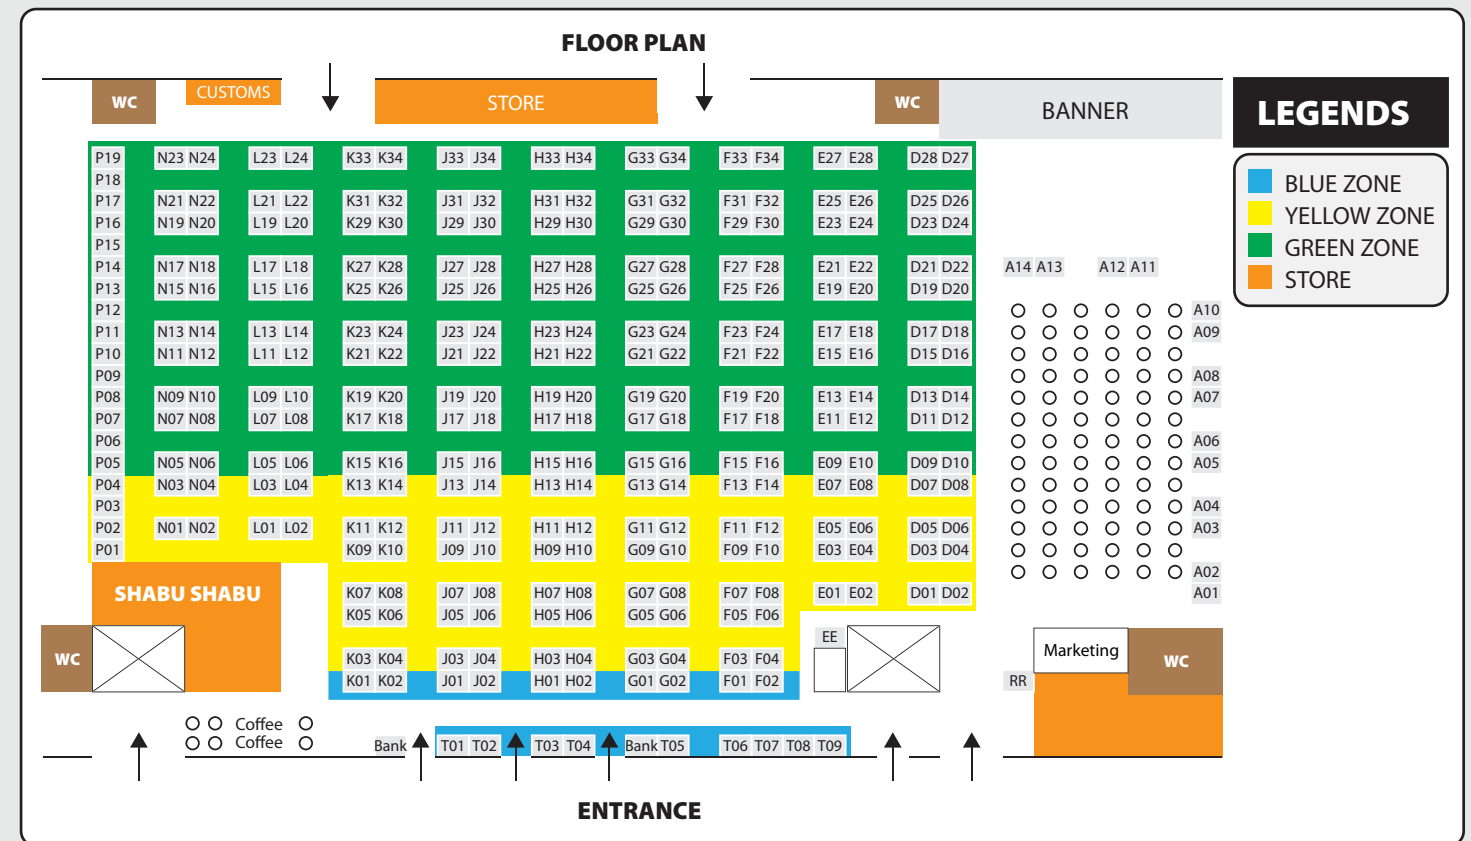 FLOOR PLAN
WC CUSTOMS STORE WC BANNER
LEGENDS
BLUE ZONE
YELLOW ZONE
GREEN ZONE
STORE
P19 N23 N24 L23 L24 K33 K34 J33 J34 H33 H34 G33 G34 F33 F34 E27 E28 D28 D27
P18
P17 N21 N22 L21 L22 K31 K32 J31 J32 H31 H32 G31 G32 F31 F32 E25 E26 D25 D26
P16 N19 N20 L19 L20 K29 K30 J29 J30 H29 H30 G29 G30 F29 F30 E23 E24 D23 D24
P15
P14 N17 N18 L17 L18 K27 K28 J27 J28 H27 H28 G27 G28 F27 F28 E21 E22 D21 D22 A14 A13 A12 A11
P13 N15 N16 L15 L16 K25 K26 J25 J26 H25 H26 G25 G26 F25 F26 E19 E20 D19 D20
P12 A10
P11 N13 N14 L13 L14 K23 K24 J23 J24 H23 H24 G23 G24 F23 F24 E17 E18 D17 D18 A09
P10 N11 N12 L11 L12 K21 K22 J21 J22 H21 H22 G21 G22 F21 F22 E15 E16 D15 D16
P09 A08
P08 N09 N10 L09 L10 K19 K20 J19 J20 H19 H20 G19 G20 F19 F20 E13 E14 D13 D14 A07
P07 N07 N08 L07 L08 K17 K18 J17 J18 H17 H18 G17 G18 F17 F18 E11 E12 D11 D12
P06 A06
P05 N05 N06 L05 L06 K15 K16 J15 J16 H15 H16 G15 G16 F15 F16 E09 E10 D09 D10 A05
P04 N03 N04 L03 L04 K13 K14 J13 J14 H13 H14 G13 G14 F13 F14 E07 E08 D07 D08
P03 A04
P02 N01 N02 L01 L02 K11 K12 J11 J12 H11 H12 G11 G12 F11 F12 E05 E06 D05 D06 A03
P01 K09 K10 J09 J10 H09 H10 G09 G10 F09 F10 E03 E04 D03 D04
A02
SHABU SHABU K07 K08 J07 J08 H07 H08 G07 G08 F07 F08 E01 E02 D01 D02 A01
K05 K06 J05 J06 H05 H06 G05 G06 F05 F06
EE
WC K03 K04 J03 J04 H03 H04 G03 G04 F03 F04 Marketing WC
K01 K02 J01 J02 H01 H02 G01 G02 F01 F02 RR
Coffee
Coffee
Bank T01 T02 T03 T04 Bank T05 T06 T07 T08 T09
ENTRANCE